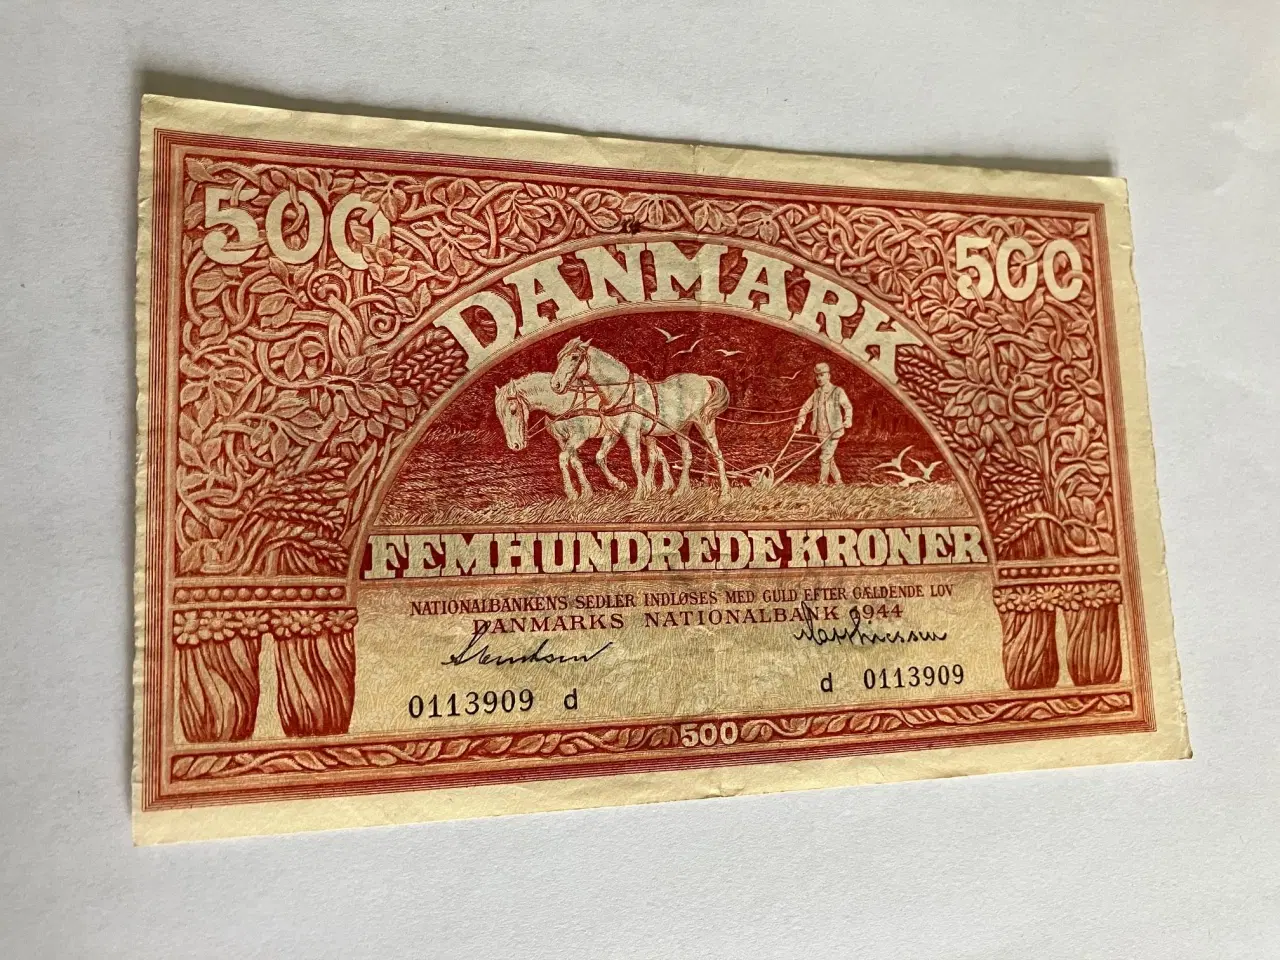 500
500
DANMARK
FEMHUNDREDE KRONER
NATIONALBANKENS SEDLER INDLØSES MED GULD EFTER GÆLDENDE LOV
DANMARKS NATIONALBANK 1944
0113909 d
d 0113909
500